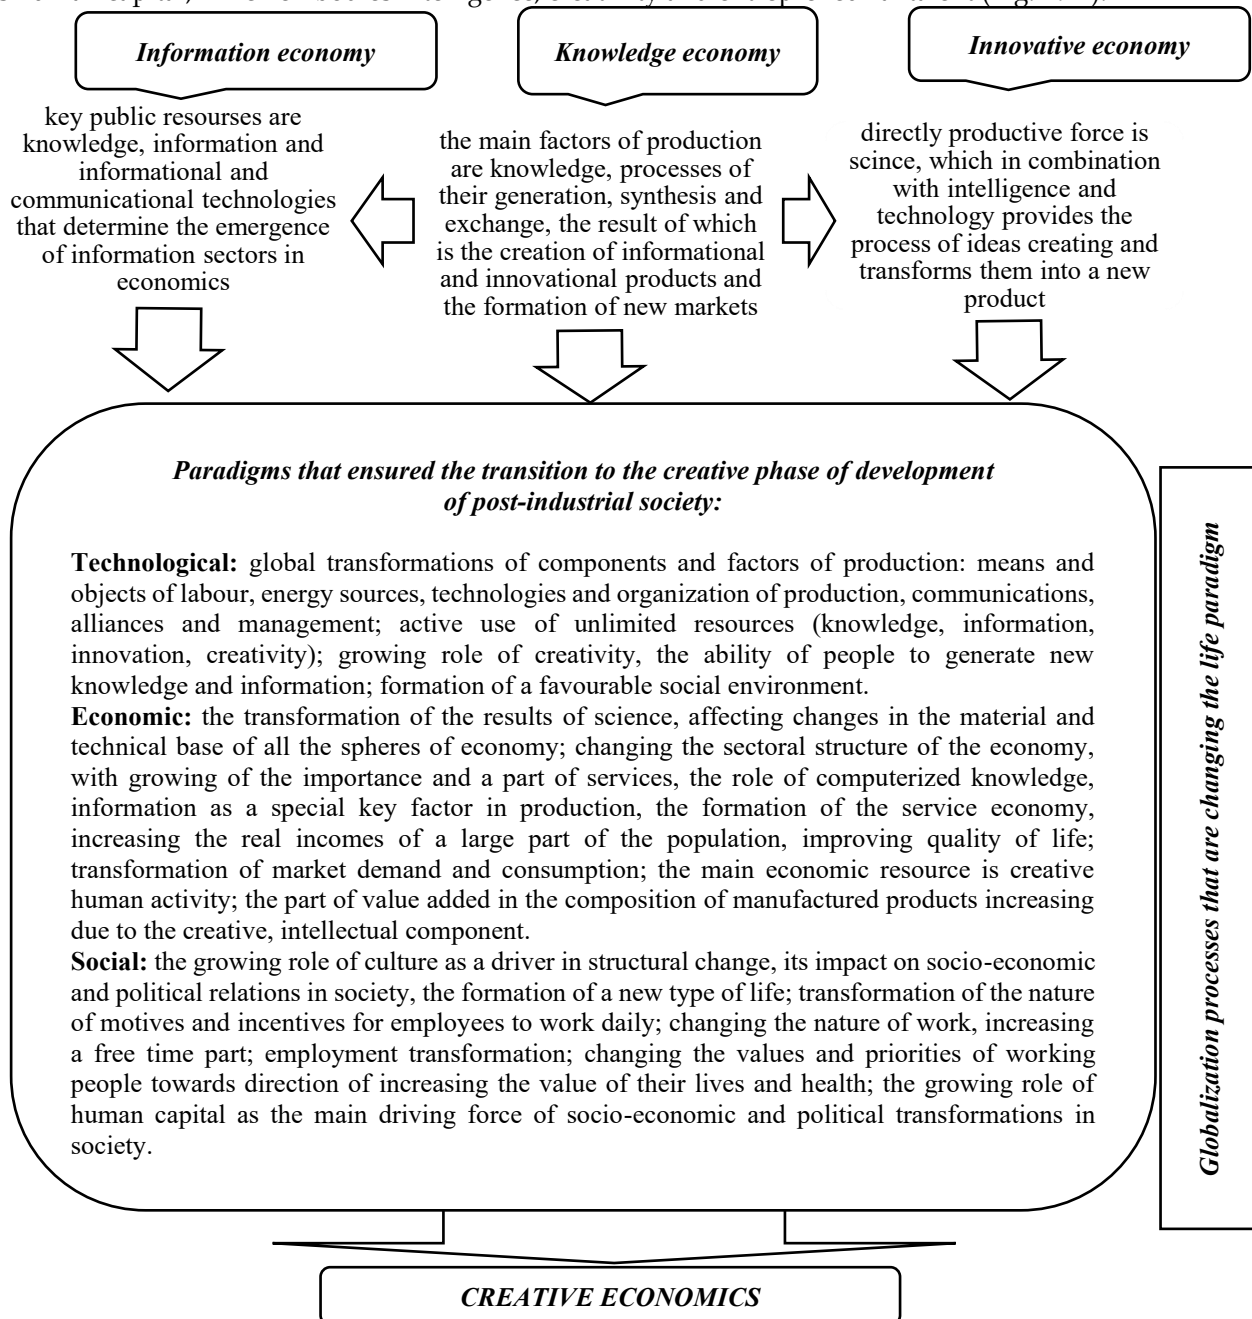 Information economy
Knowledge economy
Innovative economy
key public resourses are
knowledge, information and
informational and
communicational technologies
that determine the emergence
of information sectors in
economics
the main factors of production
are knowledge, processes of
their generation, synthesis and
exchange, the result of which
is the creation of informational
and innovational products and
the formation of new markets
directly productive force is
scince, which in combination
with intelligence and
technology provides the
process of ideas creating and
transforms them into a new
product
Paradigms that ensured the transition to the creative phase of development
of post-industrial society:
Technological: global transformations of components and factors of production: means and
objects of labour, energy sources, technologies and organization of production, communications,
alliances and management; active use of unlimited resources (knowledge, information,
innovation, creativity); growing role of creativity, the ability of people to generate new
knowledge and information; formation of a favourable social environment.
Economic: the transformation of the results of science, affecting changes in the material and
technical base of all the spheres of economy; changing the sectoral structure of the economy,
with growing of the importance and a part of services, the role of computerized knowledge,
information as a special key factor in production, the formation of the service economy,
increasing the real incomes of a large part of the population, improving quality of life;
transformation of market demand and consumption; the main economic resource is creative
human activity; the part of value added in the composition of manufactured products increasing
due to the creative, intellectual component.
Social: the growing role of culture as a driver in structural change, its impact on socio-economic
and political relations in society, the formation of a new type of life; transformation of the nature
of motives and incentives for employees to work daily; changing the nature of work, increasing
a free time part; employment transformation; changing the values and priorities of working
people towards direction of increasing the value of their lives and health; the growing role of
human capital as the main driving force of socio-economic and political transformations in
society.
Globalization processes that are changing the life paradigm
CREATIVE ECONOMICS